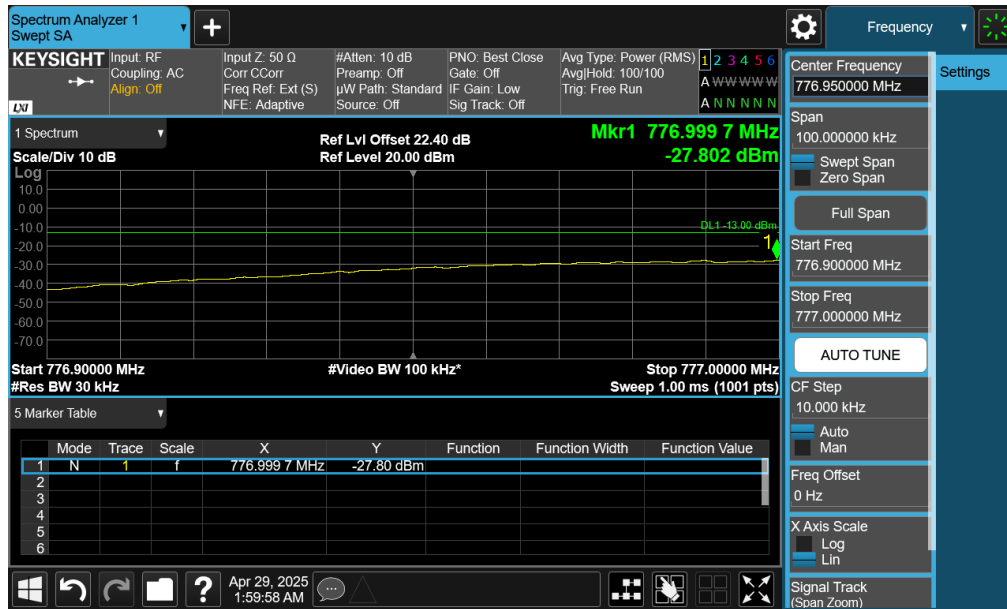 Spectrum Analyzer 1
Swept SA
Frequency
KEYSIGHT
LXI
Input: RF
Coupling: AC
Align: Off
Input Z: 50 Ω
Corr CCorr
Freq Ref: Ext (S)
NFE: Adaptive
#Atten: 10 dB
Preamp: Off
µW Path: Standard
Source: Off
PNO: Best Close
Gate: Off
IF Gain: Low
Sig Track: Off
Avg Type: Power (RMS)
Avg|Hold: 100/100
Trig: Free Run
1 2 3 4 5 6
A W W W W W
A N N N N N
1 Spectrum
Scale/Div 10 dB
Ref Lvl Offset 22.40 dB
Ref Level 20.00 dBm
Mkr1 776.999 7 MHz
-27.802 dBm
Log
10.0
0.00
-10.0
-20.0
-30.0
-40.0
-50.0
-60.0
-70.0
DL1 -13.00 dBm
1
Start 776.90000 MHz
#Res BW 30 kHz
#Video BW 100 kHz*
Stop 777.00000 MHz
Sweep 1.00 ms (1001 pts)
5 Marker Table
Mode Trace Scale X Y Function Function Width Function Value
1 N 1 f 776.999 7 MHz -27.80 dBm
2
3
4
5
6
Center Frequency
776.950000 MHz
Span
100.000000 kHz
Swept Span
Zero Span
Full Span
Start Freq
776.900000 MHz
Stop Freq
777.000000 MHz
AUTO TUNE
CF Step
10.000 kHz
Auto
Man
Freq Offset
0 Hz
X Axis Scale
Log
Lin
Signal Track
(Span Zoom)
Settings
?
Apr 29, 2025
1:59:58 AM